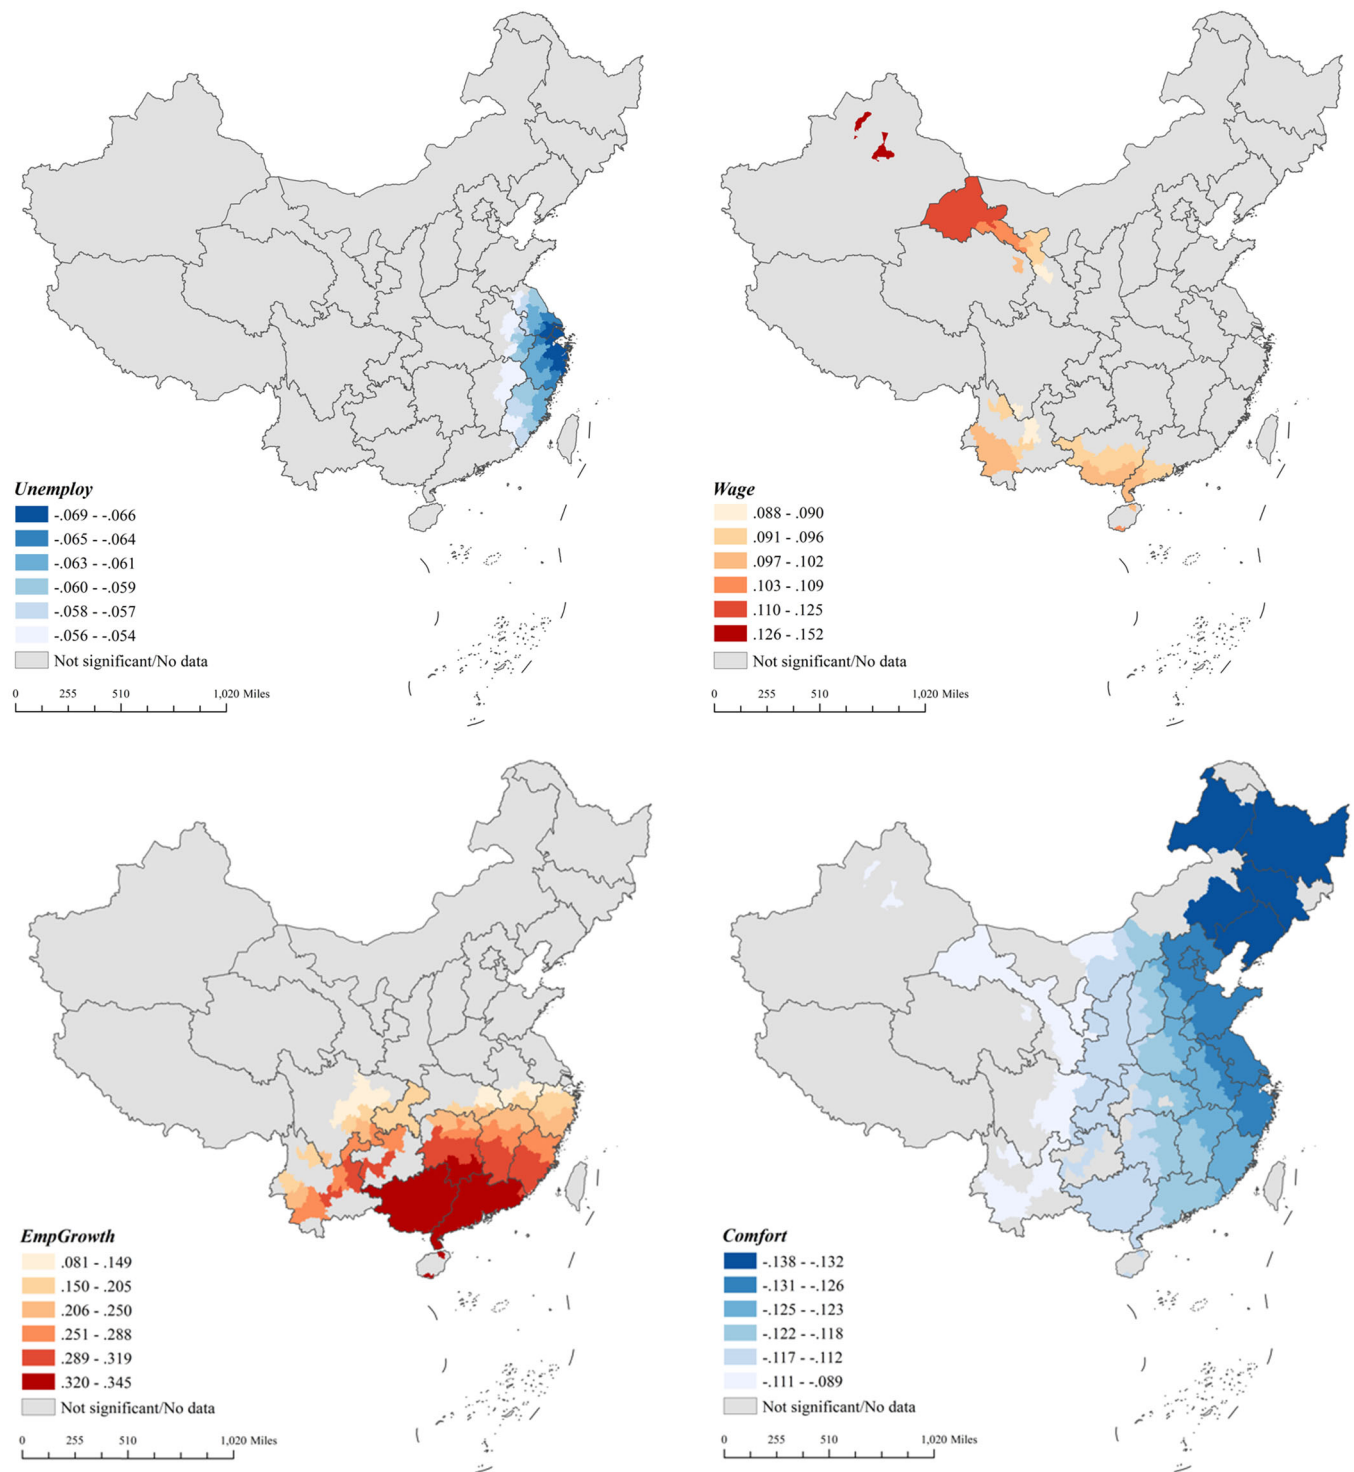 Unemploy
-.069 - -.066
-.065 - -.064
-.063 - -.061
-.060 - -.059
-.058 - -.057
-.056 - -.054
Not significant/No data
0 255 510 1,020 Miles
Wage
.088 - .090
.091 - .096
.097 - .102
.103 - .109
.110 - .125
.126 - .152
Not significant/No data
0 255 510 1,020 Miles
EmpGrowth
.081 - .149
.150 - .205
.206 - .250
.251 - .288
.289 - .319
.320 - .345
Not significant/No data
0 255 510 1,020 Miles
Comfort
-.138 - -.132
-.131 - -.126
-.125 - -.123
-.122 - -.118
-.117 - -.112
-.111 - -.089
Not significant/No data
0 255 510 1,020 Miles